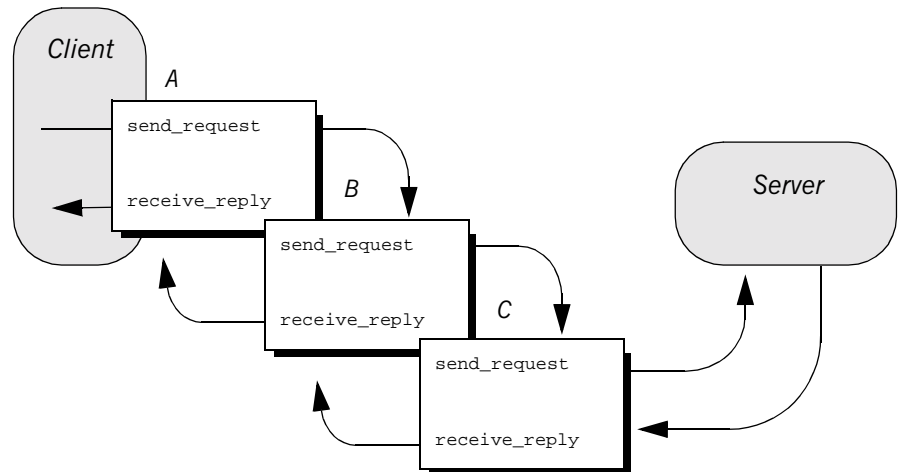 Client
A
send_request
receive_reply
B
send_request
receive_reply
C
send_request
receive_reply
Server